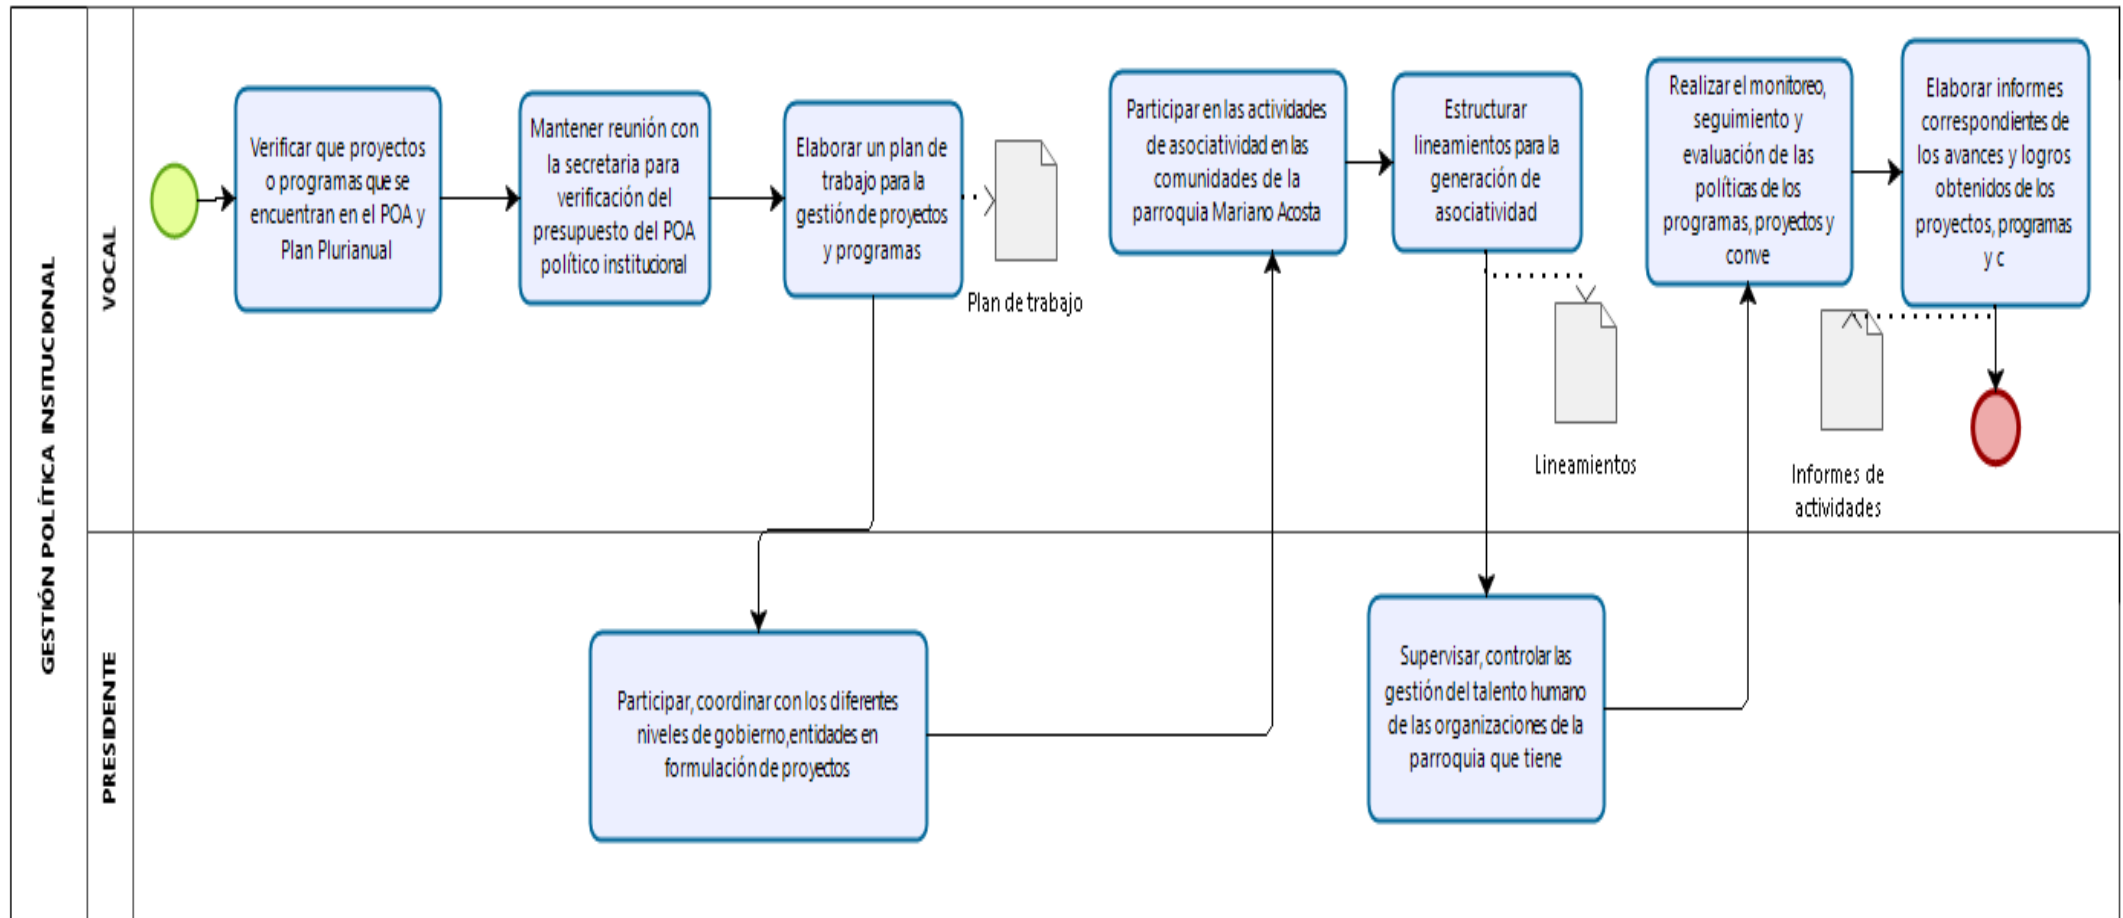 GESTIÓN POLÍTICA INSITUCIONAL
VOCAL
Verificar que proyectos
o programas que se
encuentran en el POA y
Plan Plurianual
Mantener reunión con
la secretaria para
verificación del
presupuesto del POA
político institucional
Elaborar un plan de
trabajo para la
gestión de proyectos
y programas
Plan de trabajo
Participar en las actividades
de asociatividad en las
comunidades de la
parroquia Mariano Acosta
Estructurar
lineamientos para la
generación de
asociatividad
Lineamientos
Realizar el monitoreo,
seguimiento y
evaluación de las
políticas de los
programas, proyectos y
conve
Elaborar informes
correspondientes de
los avances y logros
obtenidos de los
proyectos, programas
y c
Informes de
actividades
PRESIDENTE
Participar, coordinar con los diferentes
niveles de gobierno,entidades en
formulación de proyectos
Supervisar, controlar las
gestión del talento humano
de las organizaciones de la
parroquia que tiene